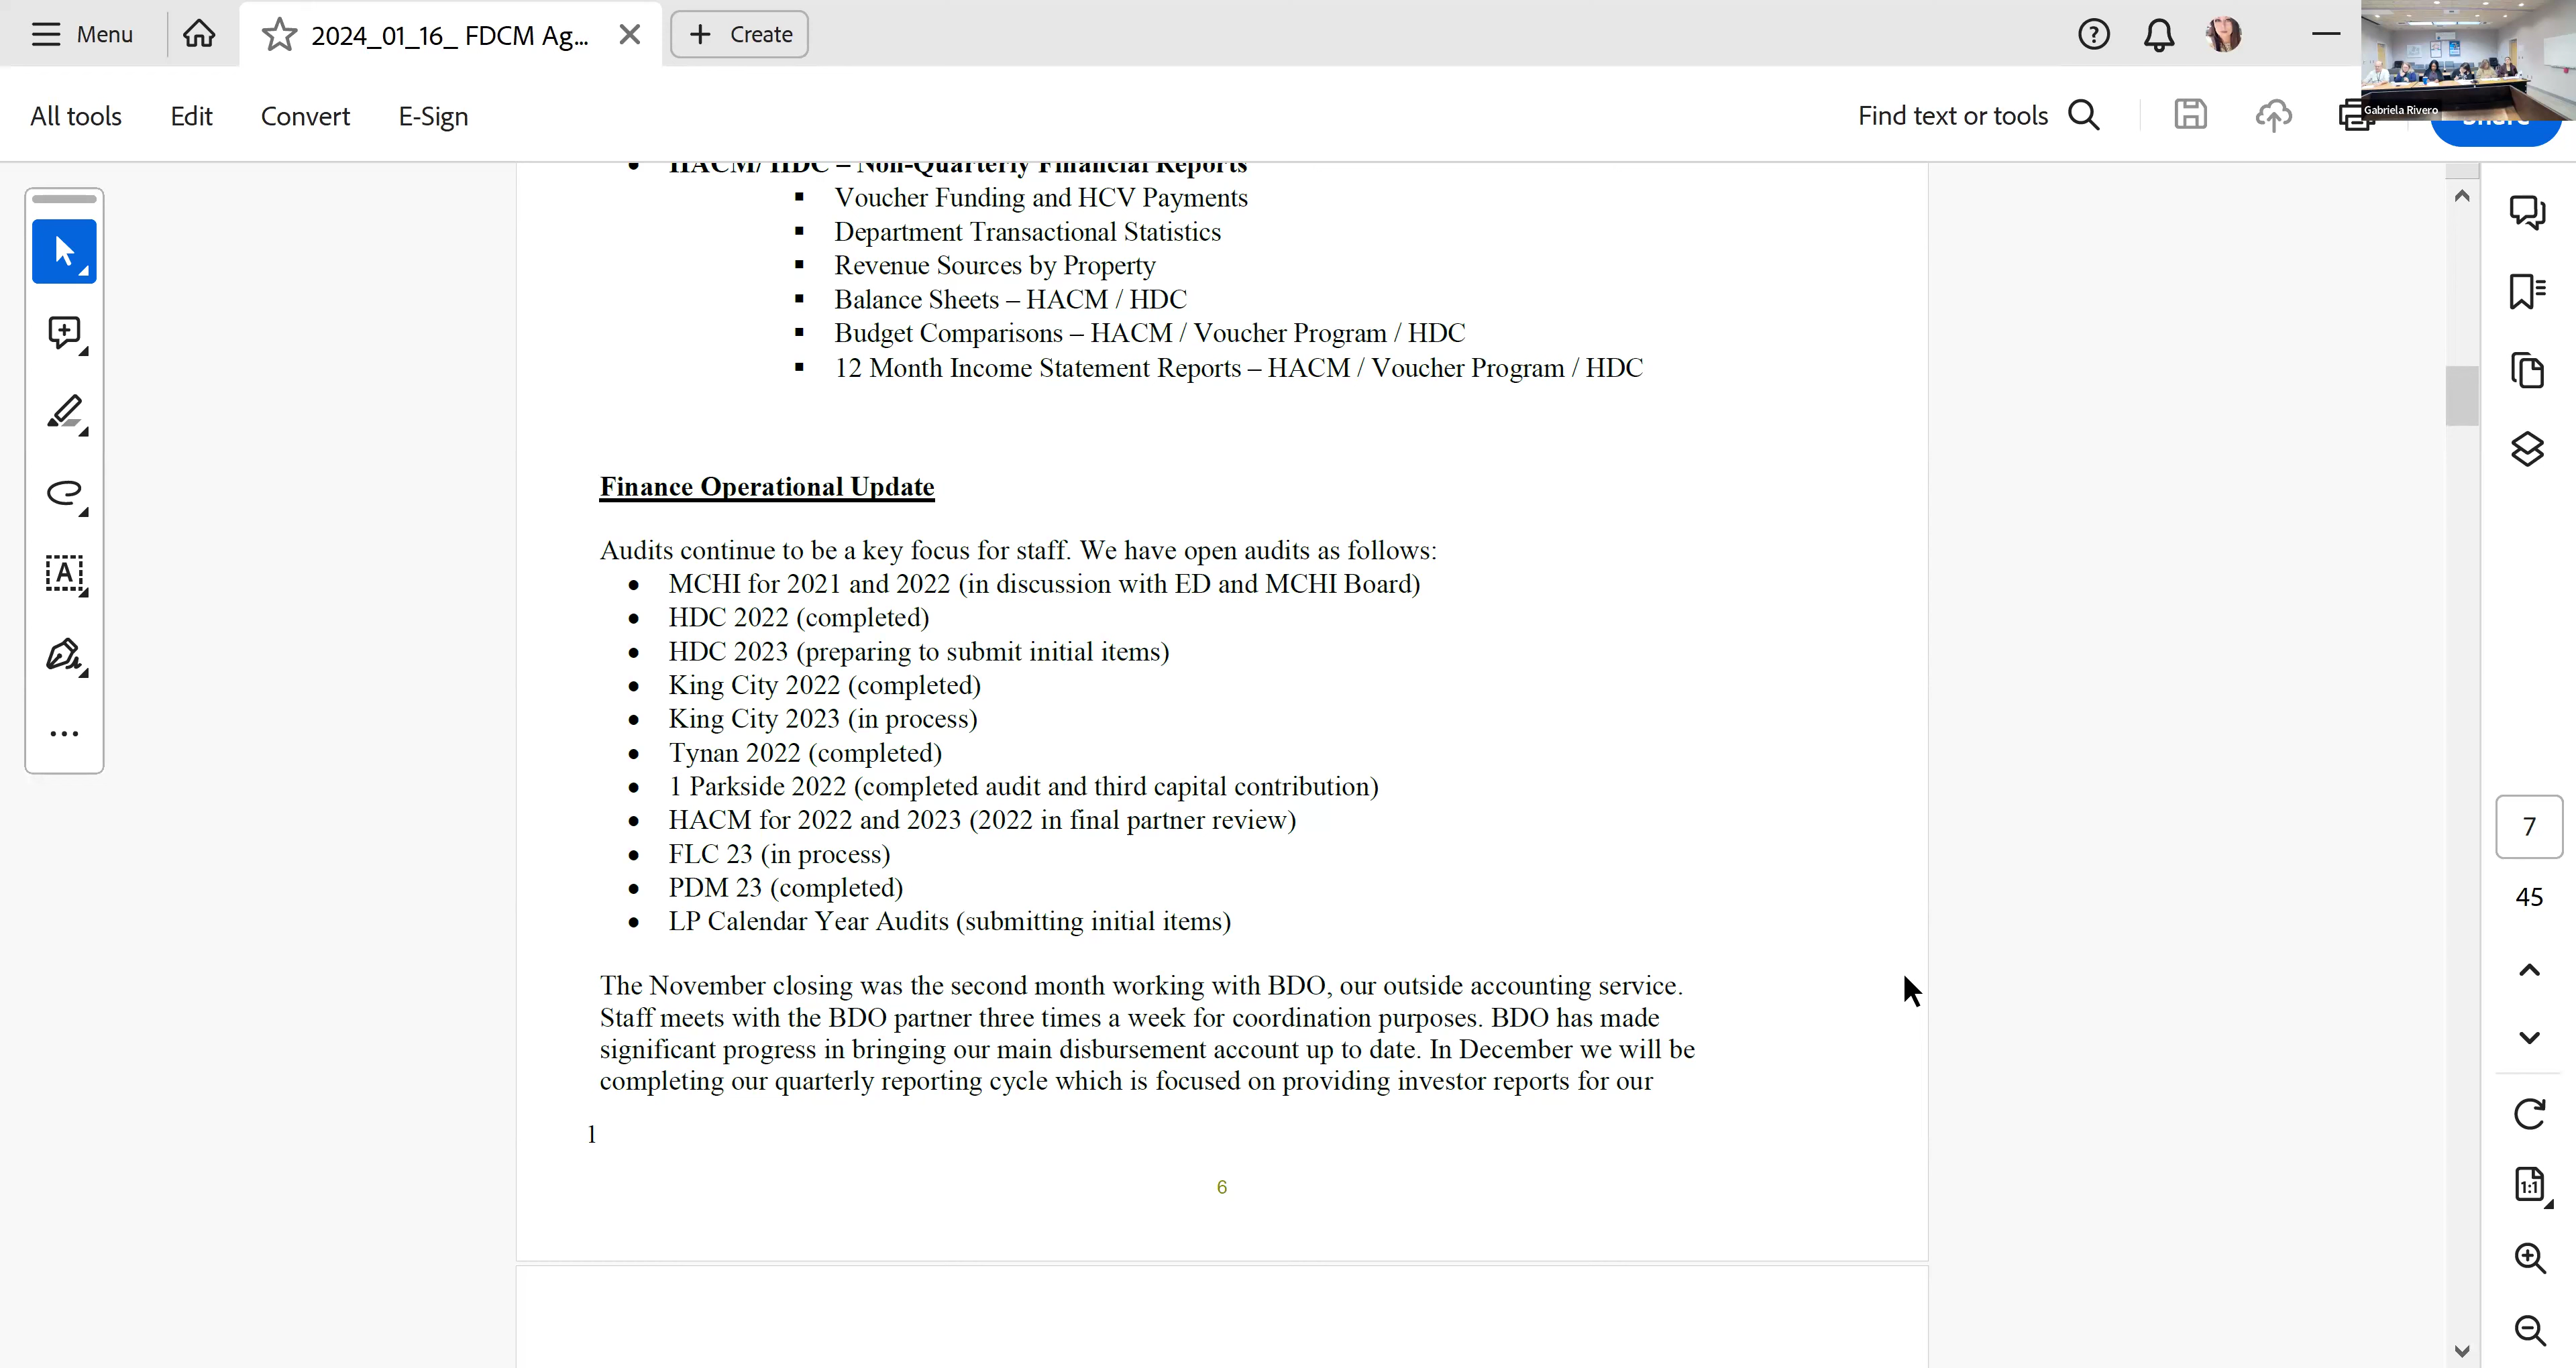 Menu
2024_01_16_ FDCM Ag...
Create
Gabriela Rivero
All tools
Edit
Convert
E-Sign
Find text or tools
Share
• HACM/ HDC – Non-Quarterly Financial Reports
▪ Voucher Funding and HCV Payments
▪ Department Transactional Statistics
▪ Revenue Sources by Property
▪ Balance Sheets – HACM / HDC
▪ Budget Comparisons – HACM / Voucher Program / HDC
▪ 12 Month Income Statement Reports – HACM / Voucher Program / HDC
Finance Operational Update
Audits continue to be a key focus for staff. We have open audits as follows:
• MCHI for 2021 and 2022 (in discussion with ED and MCHI Board)
• HDC 2022 (completed)
• HDC 2023 (preparing to submit initial items)
• King City 2022 (completed)
• King City 2023 (in process)
• Tynan 2022 (completed)
• 1 Parkside 2022 (completed audit and third capital contribution)
• HACM for 2022 and 2023 (2022 in final partner review)
• FLC 23 (in process)
• PDM 23 (completed)
• LP Calendar Year Audits (submitting initial items)
The November closing was the second month working with BDO, our outside accounting service.
Staff meets with the BDO partner three times a week for coordination purposes. BDO has made
significant progress in bringing our main disbursement account up to date. In December we will be
completing our quarterly reporting cycle which is focused on providing investor reports for our
1
6
7
45
1:1